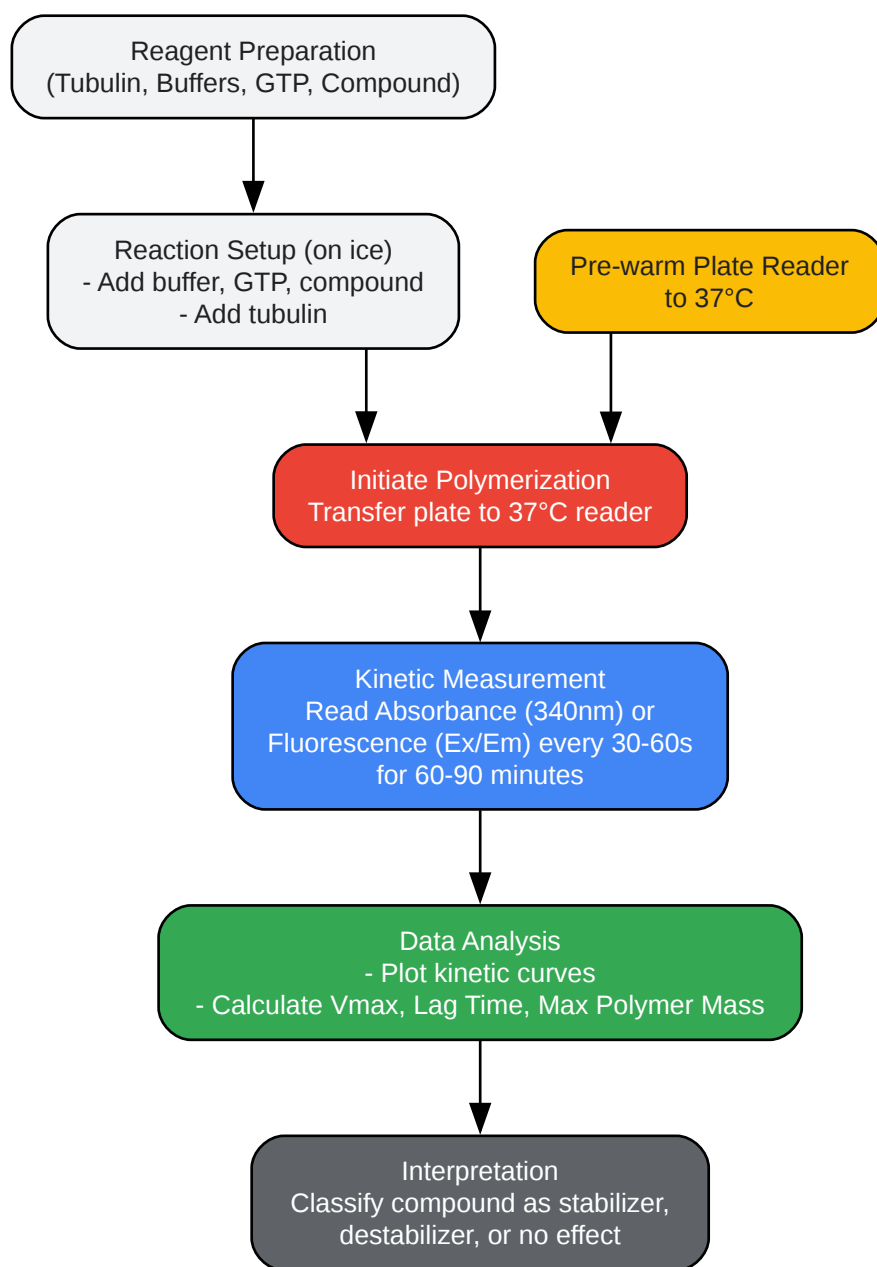 Reagent Preparation
(Tubulin, Buffers, GTP, Compound)
Reaction Setup (on ice)
- Add buffer, GTP, compound
- Add tubulin
Pre-warm Plate Reader
to 37°C
Initiate Polymerization
Transfer plate to 37°C reader
Kinetic Measurement
Read Absorbance (340nm) or
Fluorescence (Ex/Em) every 30-60s
for 60-90 minutes
Data Analysis
- Plot kinetic curves
- Calculate Vmax, Lag Time, Max Polymer Mass
Interpretation
Classify compound as stabilizer,
destabilizer, or no effect